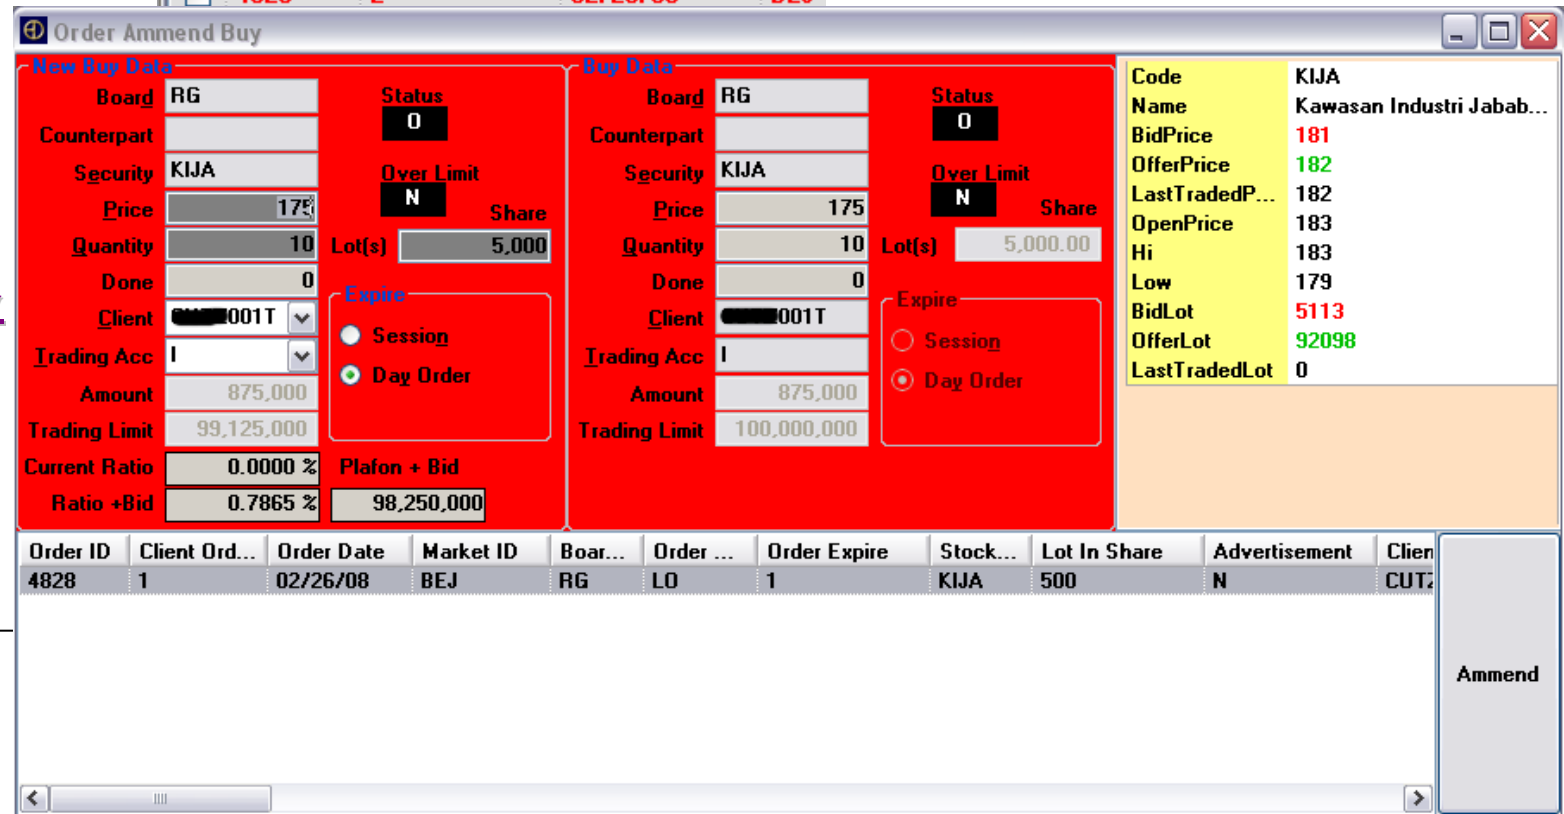 Order Ammend Buy
New Buy Data
Board RG Status
O
Counterpart
Security KIJA Over Limit
N
Price 175 Share
Quantity 10 Lot(s) 5,000
Done 0
Expire
Client 001T
Session
Trading Acc I
Day Order
Amount 875,000
Trading Limit 99,125,000
Current Ratio 0.0000 % Plafon + Bid
Ratio +Bid 0.7865 % 98,250,000
Buy Data
Board RG Status
O
Counterpart
Security KIJA Over Limit
N
Price 175 Share
Quantity 10 Lot(s) 5,000.00
Done 0
Expire
Client 001T
Session
Trading Acc I
Day Order
Amount 875,000
Trading Limit 100,000,000
Code KIJA
Name Kawasan Industri Jabab...
BidPrice 181
OfferPrice 182
LastTradedP... 182
OpenPrice 183
Hi 183
Low 179
BidLot 5113
OfferLot 92098
LastTradedLot 0
Order ID Client Ord... Order Date Market ID Boar... Order ... Order Expire Stock... Lot In Share Advertisement Clien
4828 1 02/26/08 BEJ RG LO 1 KIJA 500 N CUTZ
Ammend